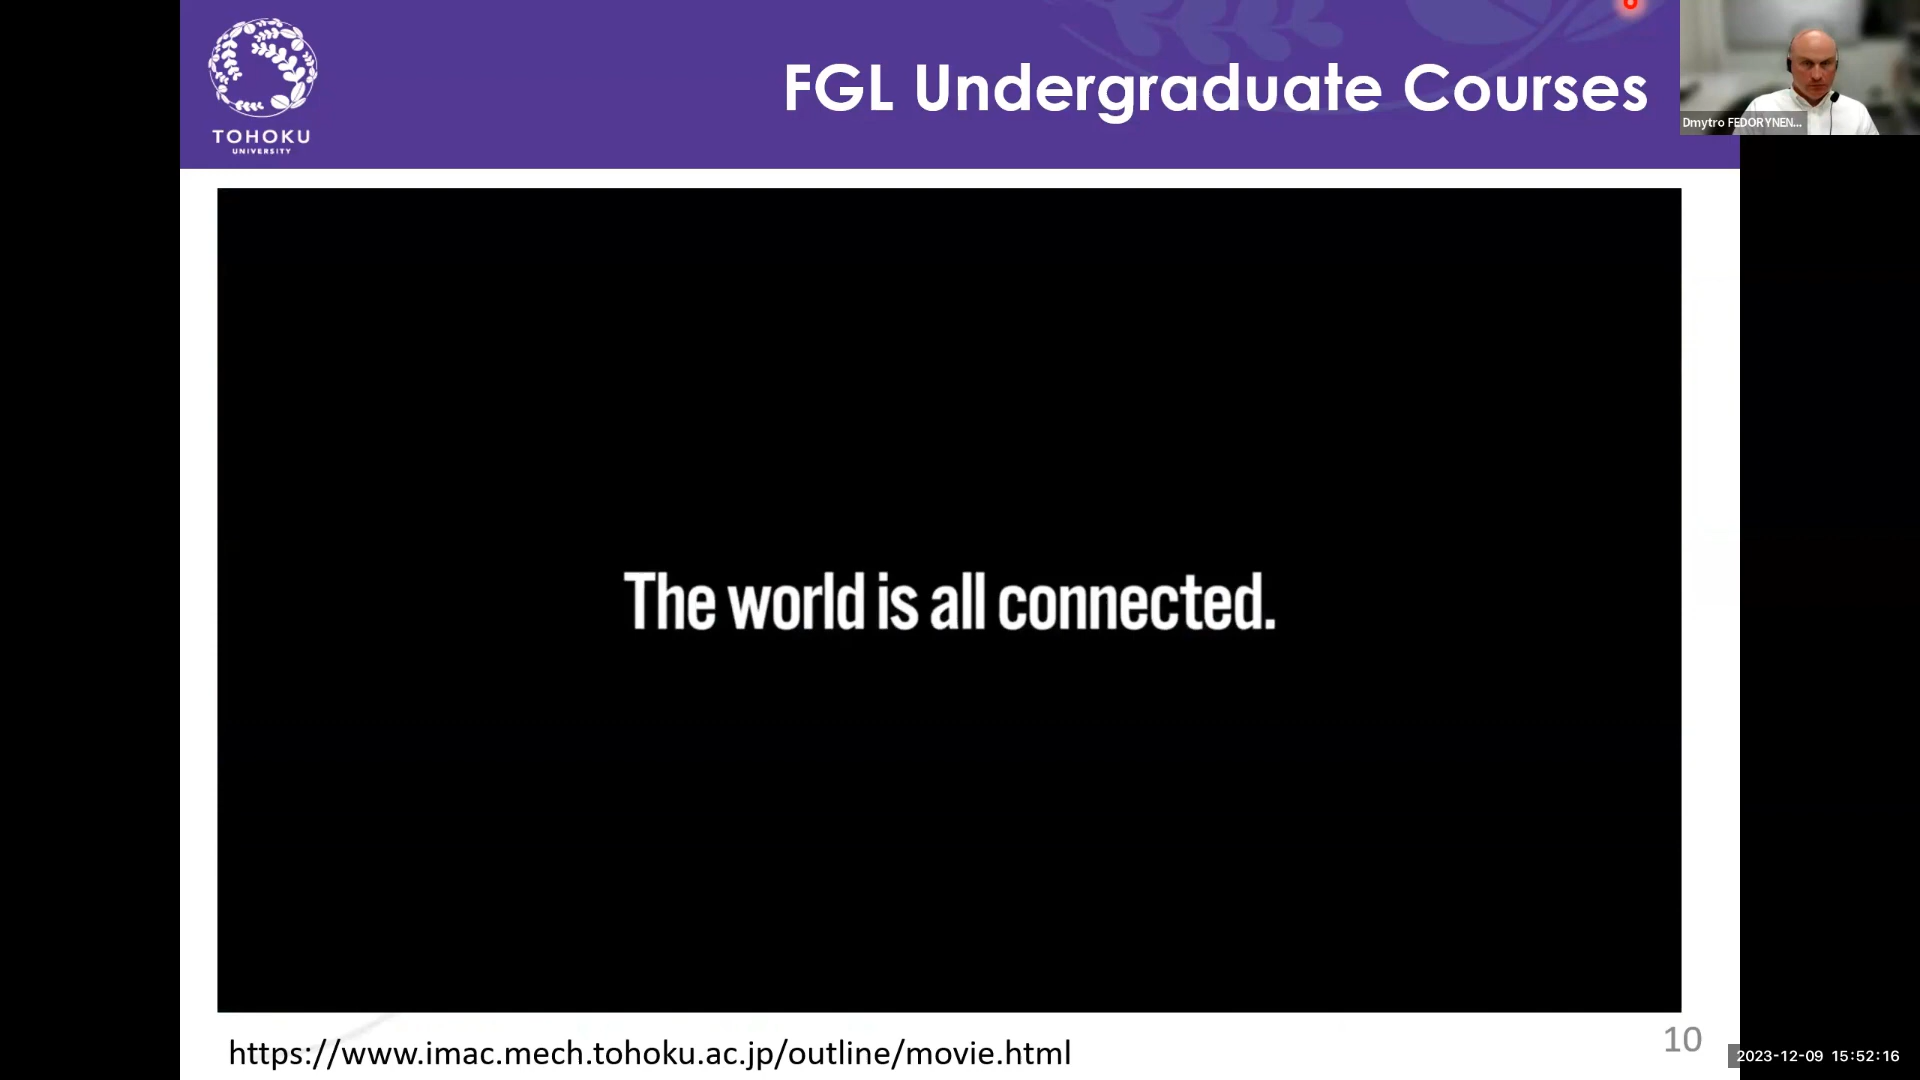 TOHOKU
UNIVERSITY
FGL Undergraduate Courses
Dmytro FEDORYNEN...
The world is all connected.
https://www.imac.mech.tohoku.ac.jp/outline/movie.html
10
2023-12-09 15:52:16